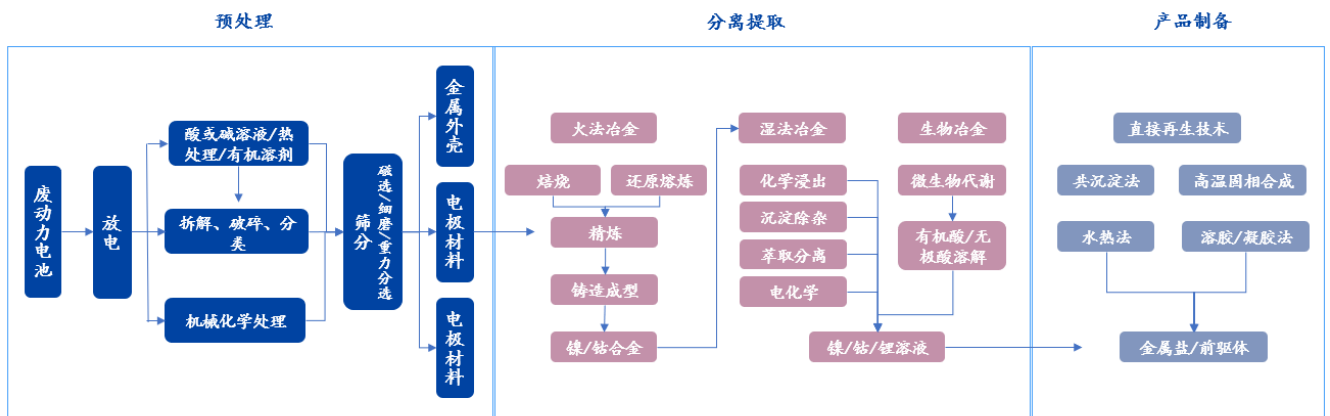 预处理
分离提取
产品制备
废动力电池
放电
酸或碱溶液/热
处理/有机溶剂
拆解、破碎、分
类
机械化学处理
磁选/细磨/重力分选
筛分
金属外壳
电极材料
电极材料
火法冶金
焙烧
还原熔炼
精炼
铸造成型
镍/钴合金
湿法冶金
化学浸出
沉淀除杂
萃取分离
电化学
生物冶金
微生物代谢
有机酸/无
极酸溶解
镍/钴/锂溶液
直接再生技术
共沉淀法
高温固相合成
水热法
溶胶/凝胶法
金属盐/前驱体